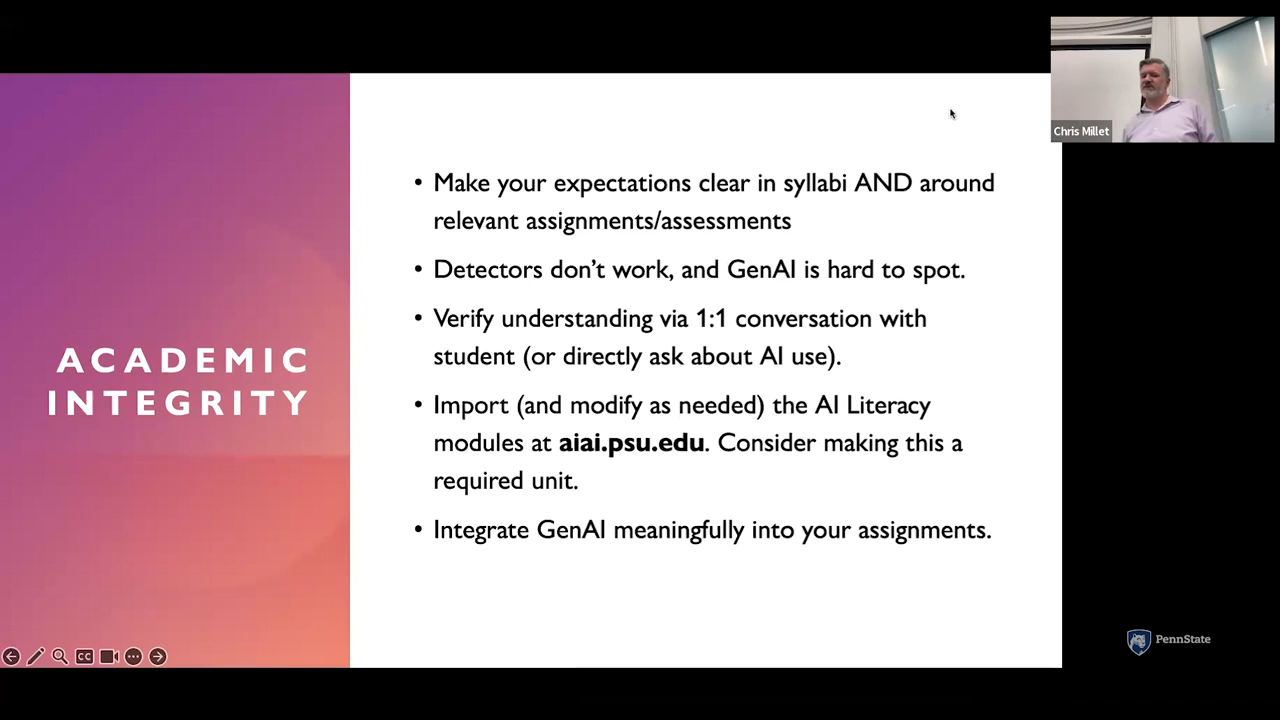 ACADEMIC
INTEGRITY
• Make your expectations clear in syllabi AND around
relevant assignments/assessments
• Detectors don’t work, and GenAI is hard to spot.
• Verify understanding via 1:1 conversation with
student (or directly ask about AI use).
• Import (and modify as needed) the AI Literacy
modules at aiai.psu.edu. Consider making this a
required unit.
• Integrate GenAI meaningfully into your assignments.
Chris Millet
PennState
CC